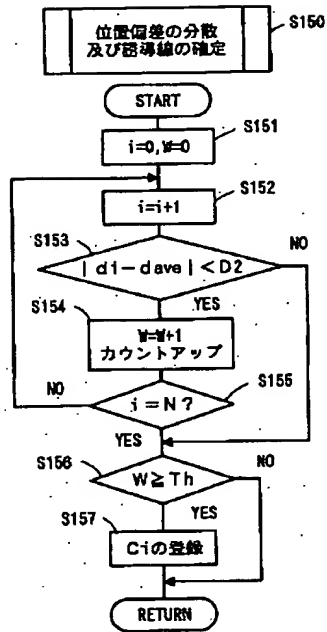 位置偏差の分散
及び誘導線の確定
S150
START
i=0,W=0
S151
i=i+1
S152
S153
|di−dave|<D2
NO
YES
S154
W=W+1
カウントアップ
i=N?
S155
NO
YES
S156
W≧Th
NO
YES
S157
Ciの登録
RETURN